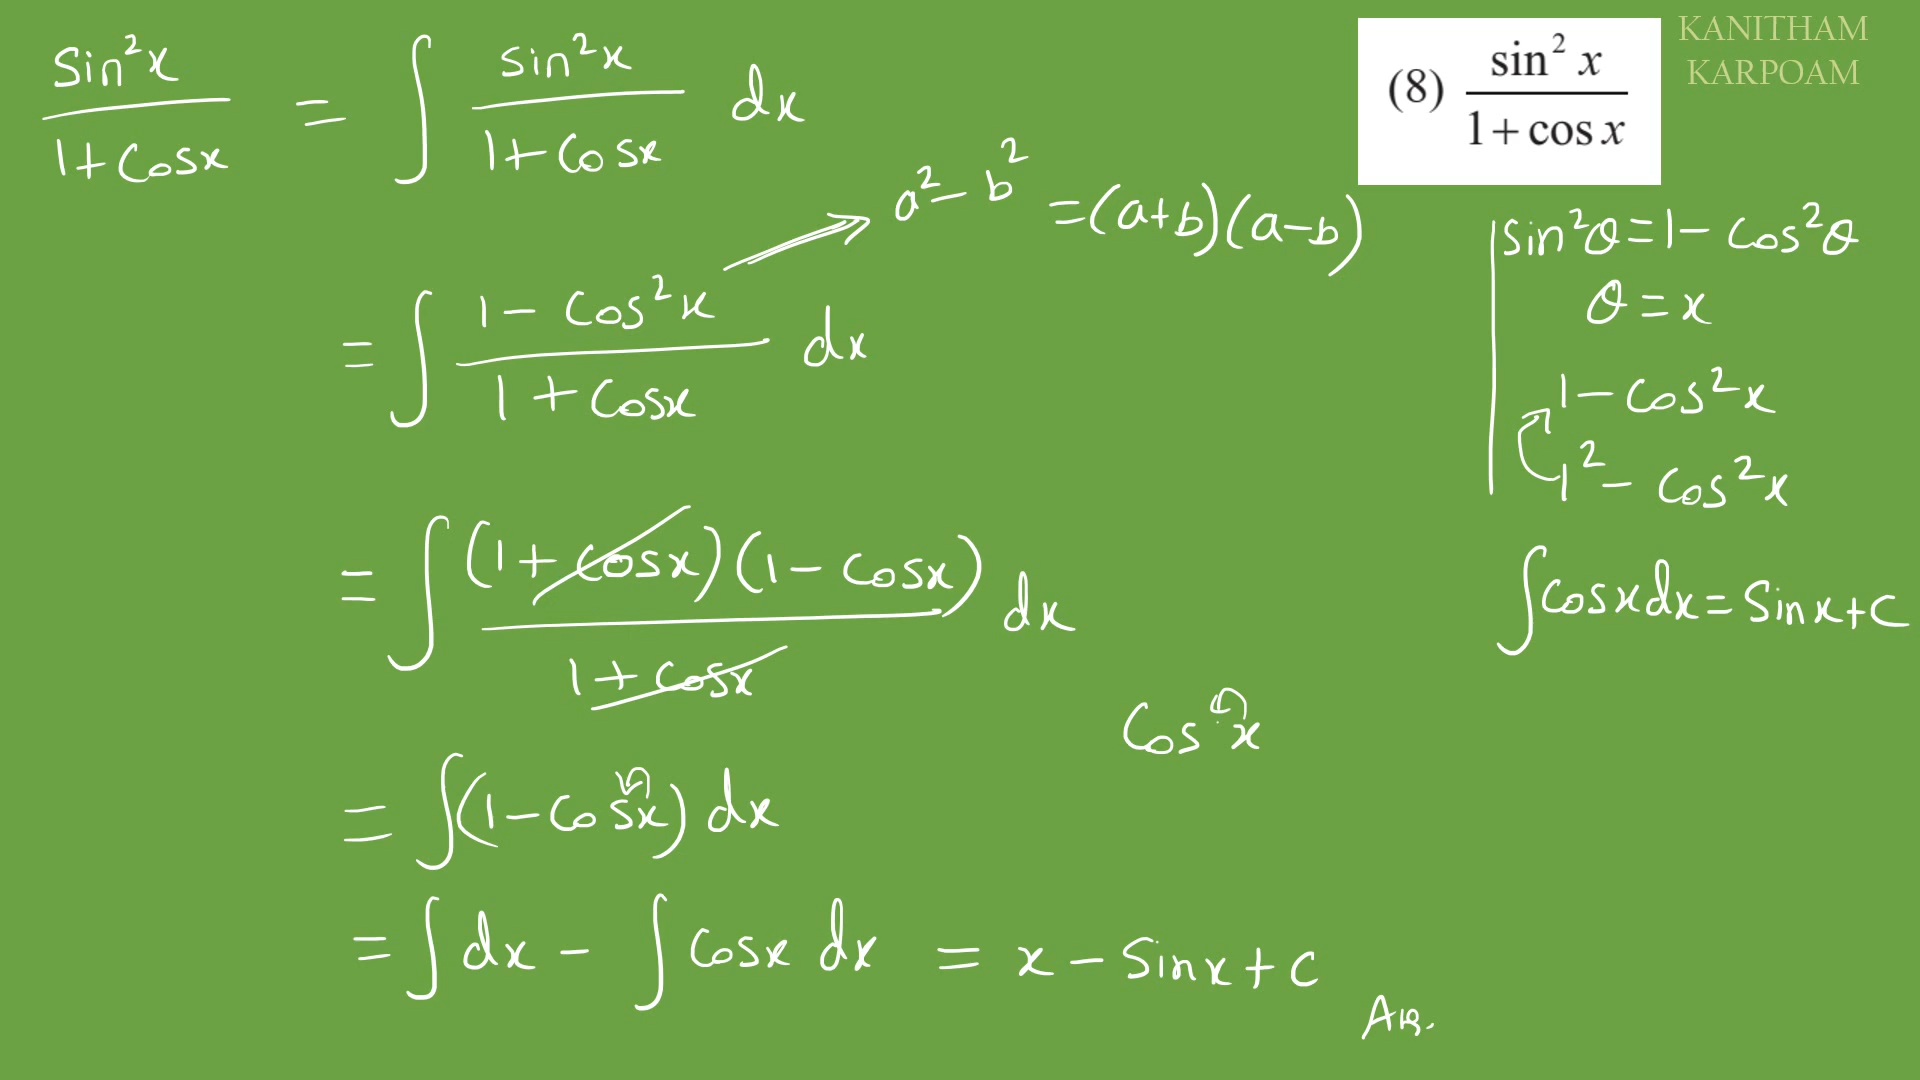 KANITHAM
KARPOAM
(8) sin² x / 1 + cos x
Sin²x / 1+Cosx = ∫ sin²x / 1+Cosx dx
a² − b² = (a+b)(a−b)
Sin²θ = 1 − Cos²θ
θ = x
1 − Cos²x
1² − Cos²x
= ∫ 1 − Cos²x / 1 + Cosx dx
= ∫ (1+Cosx)(1 − Cosx) / 1+Cosx dx
∫Cosxdx = Sinx+C
Cos x
= ∫(1−Cosx) dx
= ∫dx − ∫Cosx dx = x − Sinx + C
Ans.